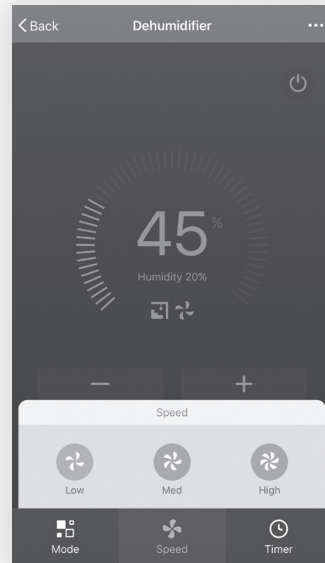 Back Dehumidifier ...
45%
Humidity 20%
— +
Speed
Low Med High
Mode Speed Timer